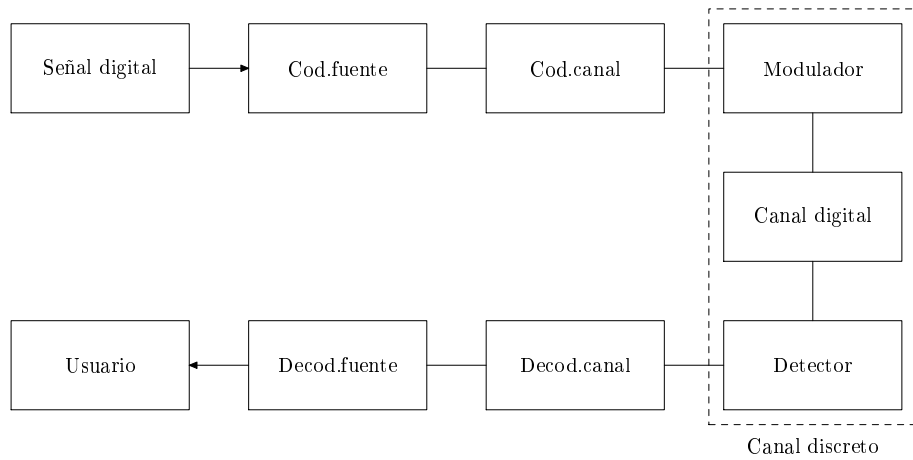 Señal digital
Cod.fuente
Cod.canal
Modulador
Canal digital
Usuario
Decod.fuente
Decod.canal
Detector
Canal discreto